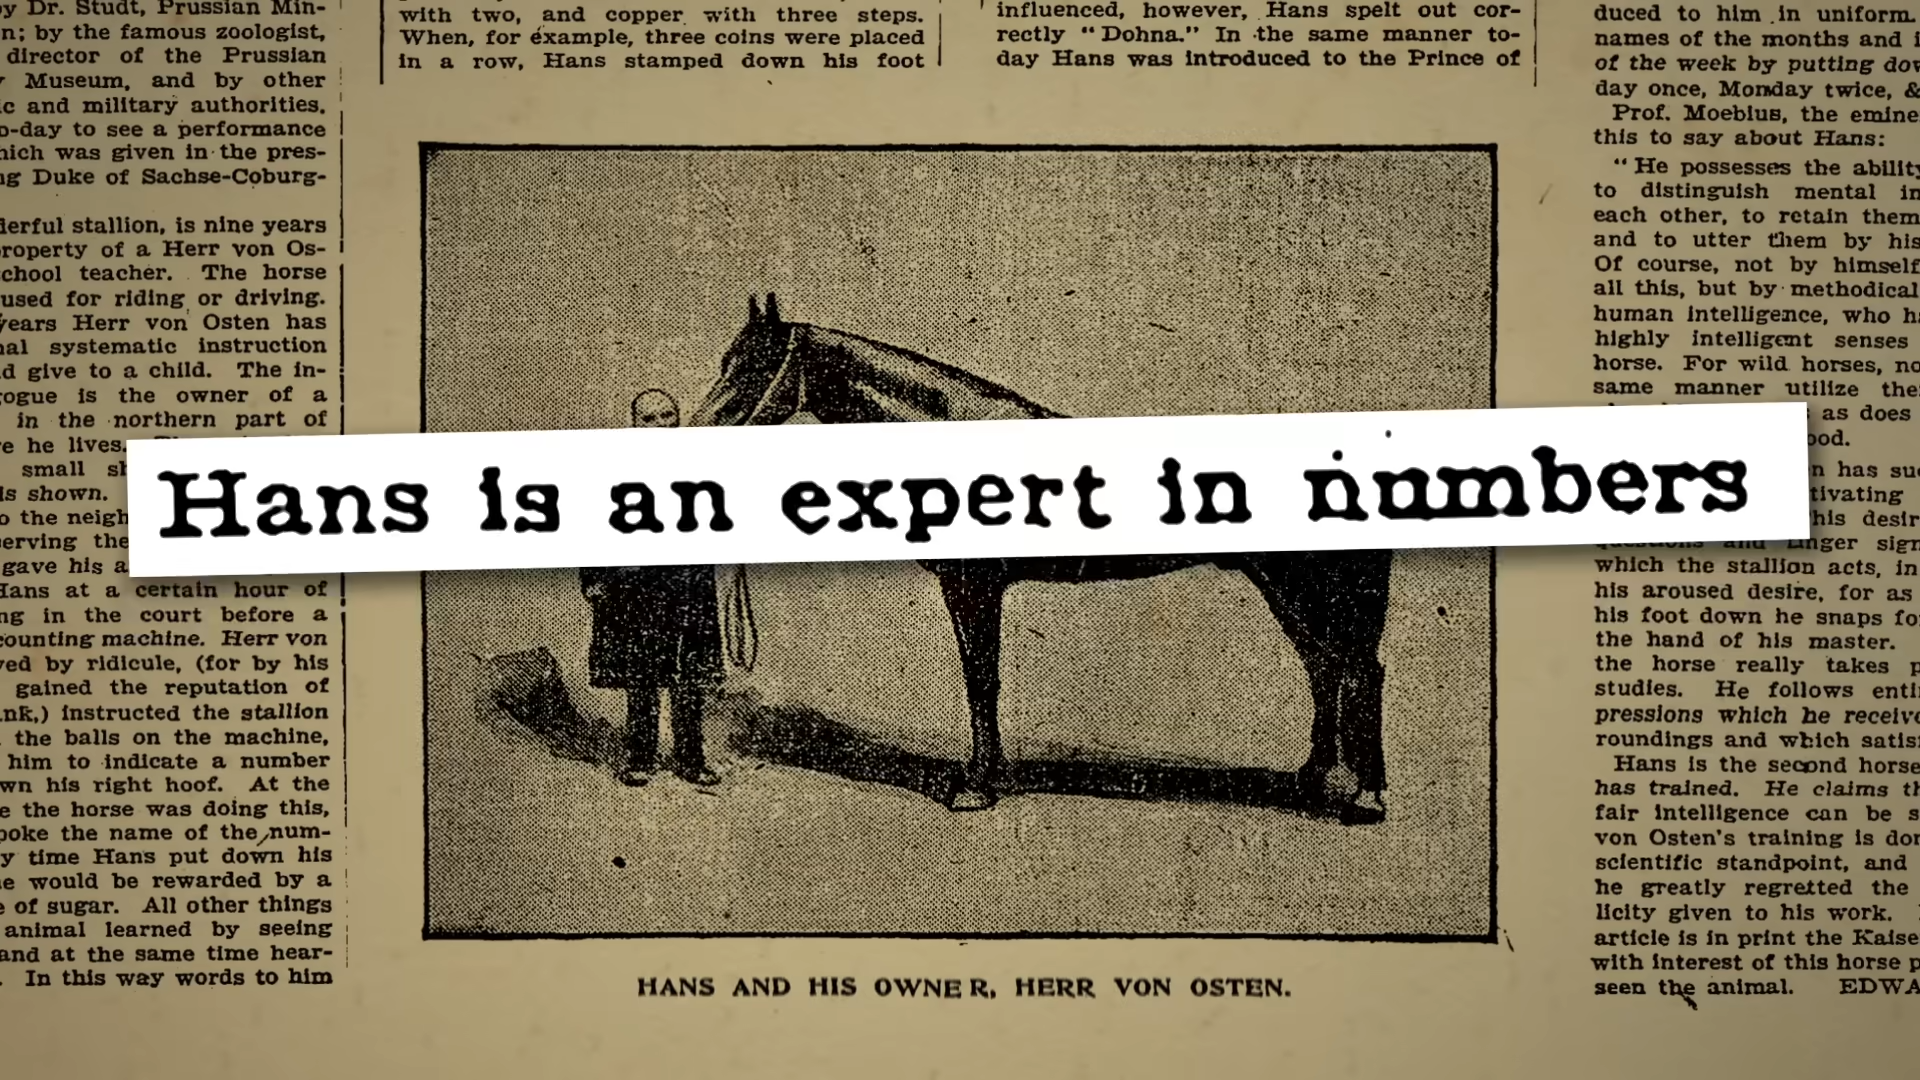 by Dr. Studt, Prussian Min-
n; by the famous zoologist,
director of the Prussian
Museum, and by other
c and military authorities.
o-day to see a performance
hich was given in the pres-
ng Duke of Sachse-Coburg-
derful stallion, is nine years
property of a Herr von Os-
chool teacher. The horse
used for riding or driving.
years Herr von Osten has
nal systematic instruction
d give to a child. The in-
gogue is the owner of a
in the northern part of
re he lives.
small
is shown.
o the neigh
serving the
gave his a
Hans at a certain hour of
ng in the court before a
counting machine. Herr von
ved by ridicule, (for by his
gained the reputation of
nk,) instructed the stallion
the balls on the machine,
him to indicate a number
wn his right hoof. At the
e the horse was doing this,
poke the name of the num-
y time Hans put down his
he would be rewarded by a
e of sugar. All other things
animal learned by seeing
and at the same time hear-
. In this way words to him
with two, and copper with three steps.
When, for example, three coins were placed
in a row, Hans stamped down his foot
influenced, however, Hans spelt out cor-
rectly "Dohna." In the same manner to-
day Hans was introduced to the Prince of
Hans is an expert in numbers
HANS AND HIS OWNER, HERR VON OSTEN.
duced to him in uniform.
names of the months and i
of the week by putting dow
day once, Monday twice, &
Prof. Moebius, the emine
this to say about Hans:
"He possesses the ability
to distinguish mental im
each other, to retain them
and to utter them by his
Of course, not by himself
all this, but by methodical
human intelligence, who ha
highly intelligent senses
horse. For wild horses, no
same manner utilize the
as does
ood.
n has su
tivating
his desir
questions and finger sign
which the stallion acts, in
his aroused desire, for as
his foot down he snaps fo
the hand of his master.
the horse really takes p
studies. He follows enti
pressions which he receiv
roundings and which satis
Hans is the second horse
has trained. He claims th
fair intelligence can be s
von Osten's training is don
scientific standpoint, and
he greatly regretted the
licity given to his work.
article is in print the Kaise
with interest of this horse p
seen the animal. EDWA